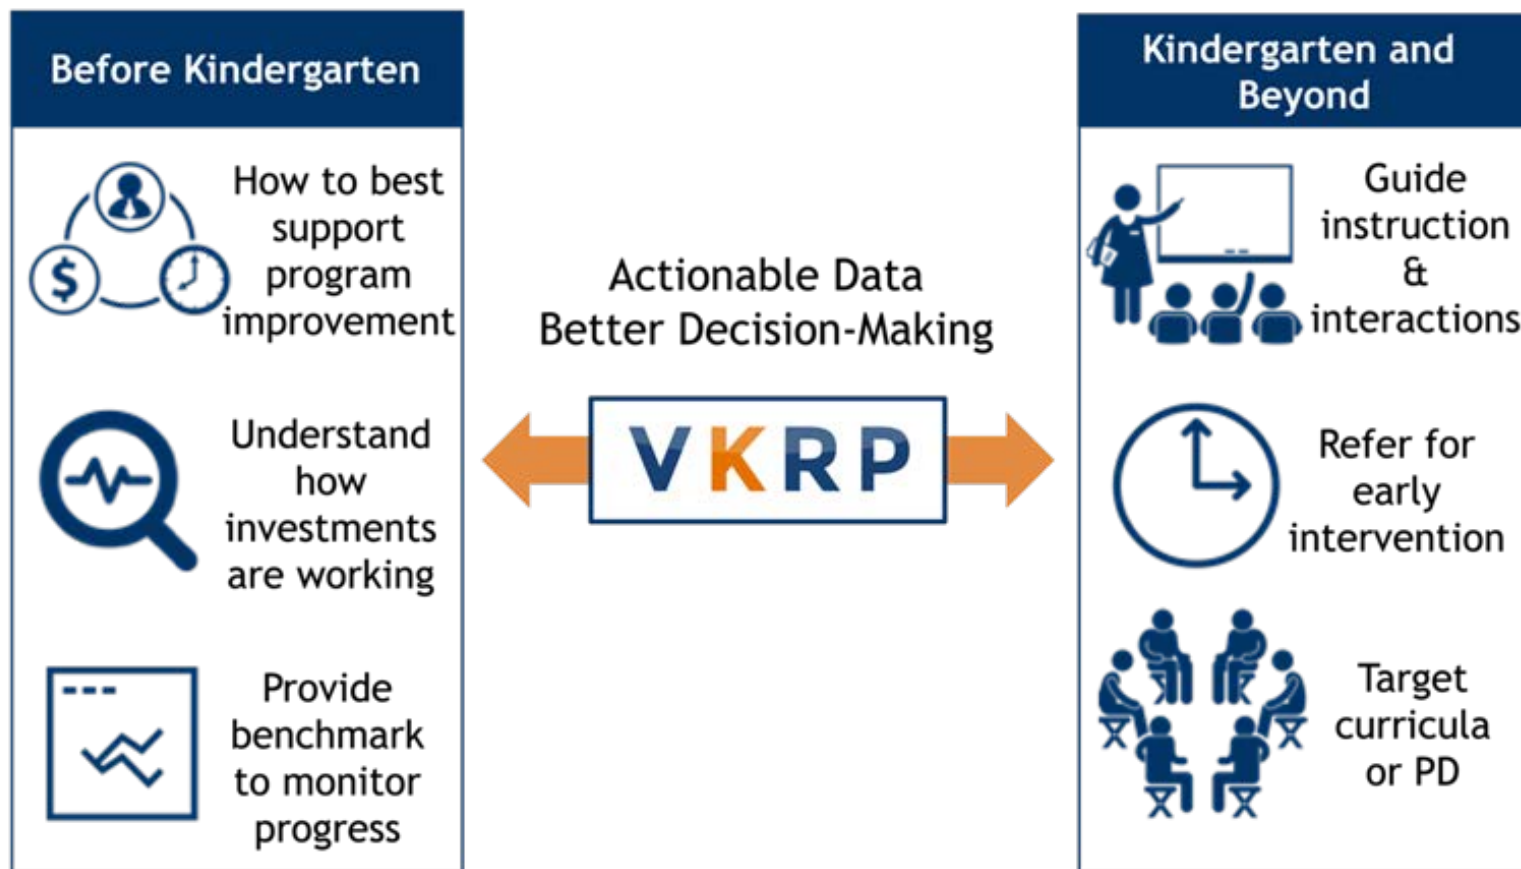 Before Kindergarten
How to best
support
program
improvement
$
Understand
how
investments
are working
Provide
benchmark
to monitor
progress
Actionable Data
Better Decision-Making
VKRP
Kindergarten and
Beyond
Guide
instruction
&
interactions
Refer for
early
intervention
Target
curricula
or PD